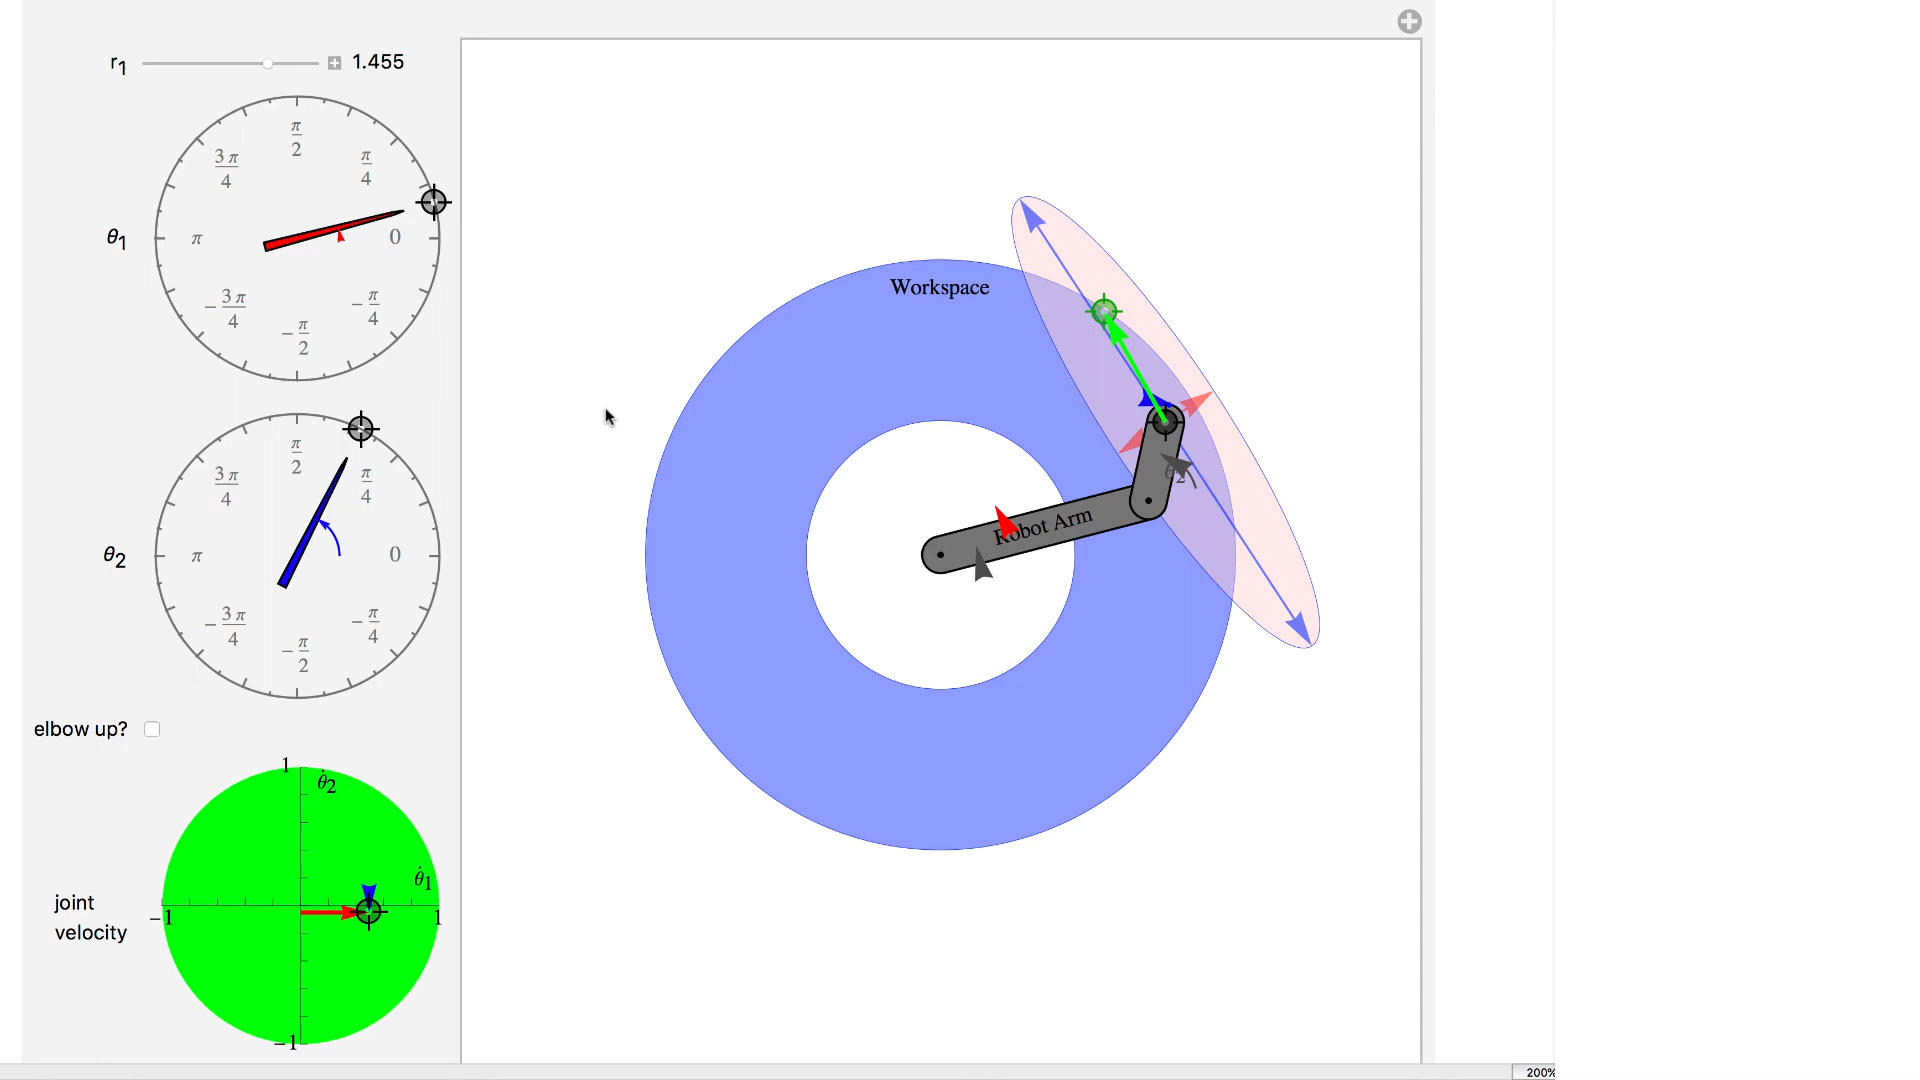 r1 1.455
π/2
3π/4 π/4
θ1 π 0
-3π/4 -π/4
-π/2
π/2
3π/4 π/4
θ2 π 0
-3π/4 -π/4
-π/2
elbow up?
1 θ̇2
θ̇1
joint
velocity
-1 1
-1
Workspace
θ2
Robot Arm
200%